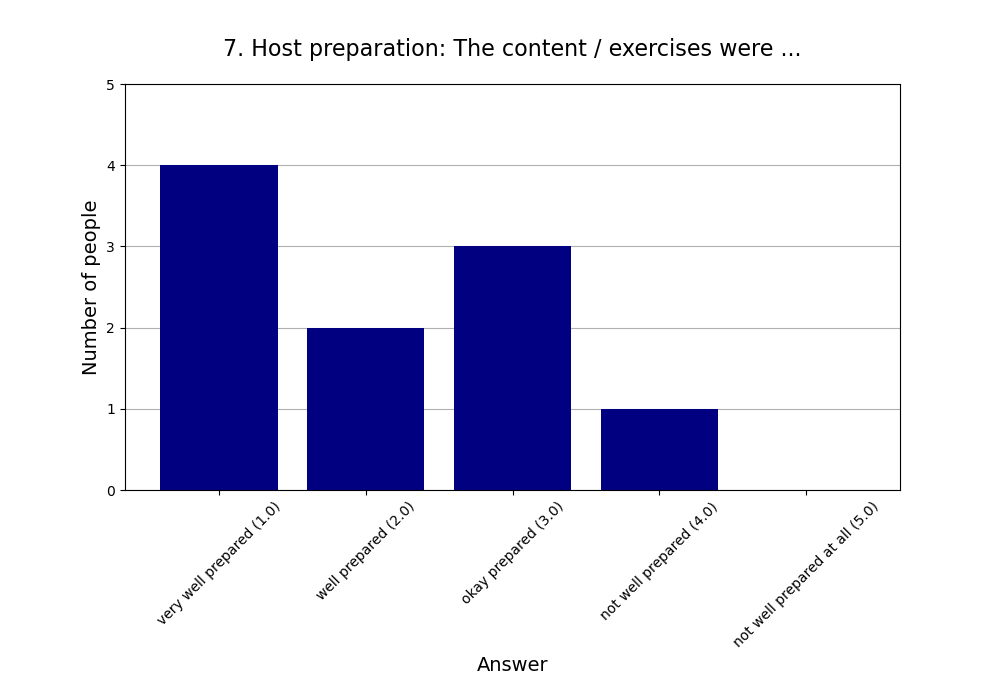 7. Host preparation: The content / exercises were ...
5
4
3
2
1
0
Number of people
very well prepared (1.0)
well prepared (2.0)
okay prepared (3.0)
not well prepared (4.0)
not well prepared at all (5.0)
Answer